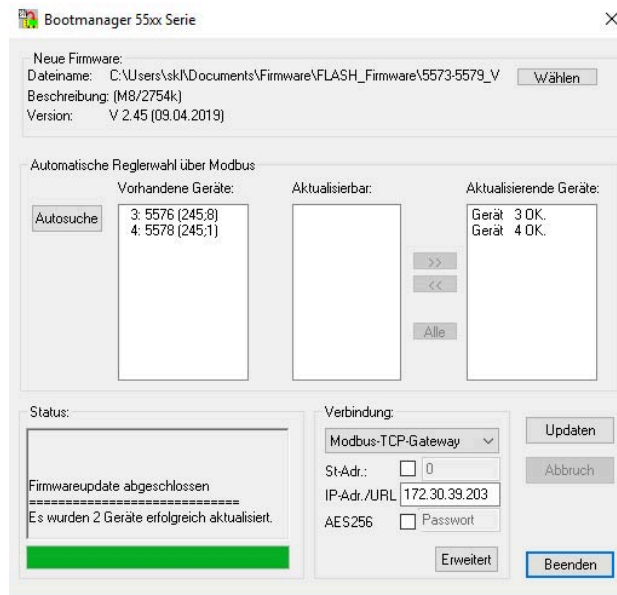 Bootmanager 55xx Serie
Neue Firmware:
Dateiname: C:\Users\skl\Documents\Firmware\FLASH_Firmware\5573-5579_V
Wählen
Beschreibung: (M8/2754k)
Version: V 2.45 (09.04.2019)
Automatische Reglerwahl über Modbus
Vorhandene Geräte: Aktualisierbar: Aktualisierende Geräte:
Autosuche
3: 5576 (245;8)
4: 5578 (245;1)
Gerät 3 OK.
Gerät 4 OK.
>>
<<
Alle
Status:
Firmwareupdate abgeschlossen
=============================
Es wurden 2 Geräte erfolgreich aktualisiert.
Verbindung:
Modbus-TCP-Gateway
St-Adr.: 0
IP-Adr./URL 172.30.39.203
AES256 Passwort
Erweitert
Updaten
Abbruch
Beenden